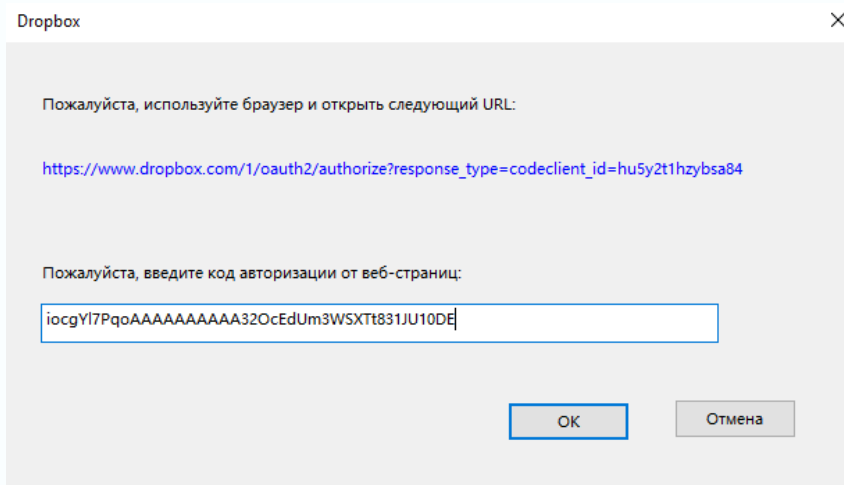 Dropbox
Пожалуйста, используйте браузер и открыть следующий URL:
https://www.dropbox.com/1/oauth2/authorize?response_type=codeclient_id=hu5y2t1hzybsa84
Пожалуйста, введите код авторизации от веб-страниц:
iocgYl7PqoAAAAAAAAAA32OcEdUm3WSXTt831JU10DE
OK
Отмена